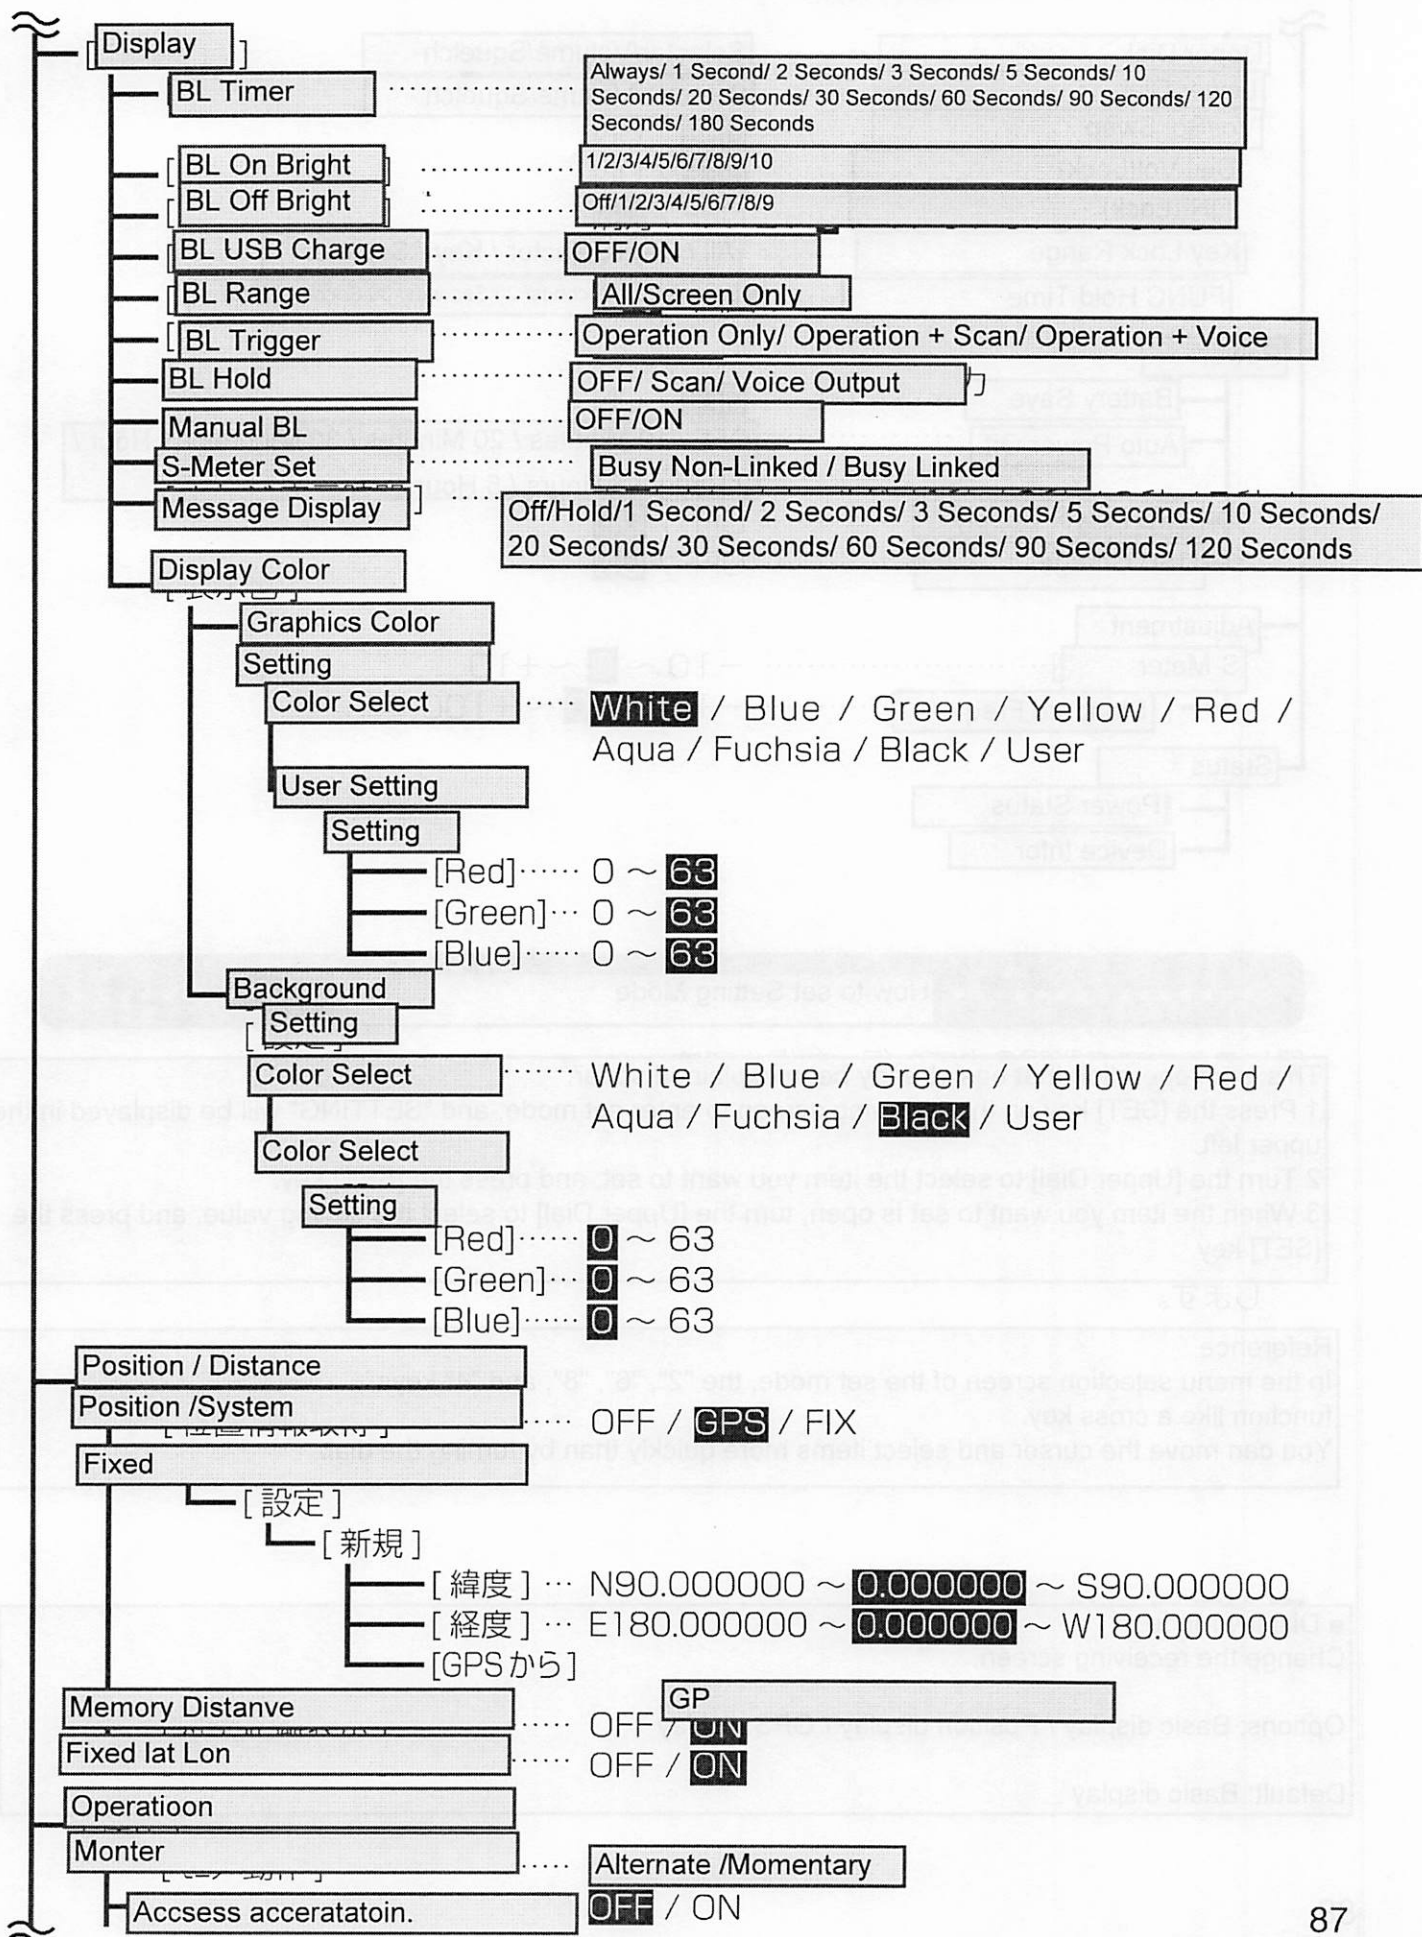 Display
BL Timer
Always/ 1 Second/ 2 Seconds/ 3 Seconds/ 5 Seconds/ 10
Seconds/ 20 Seconds/ 30 Seconds/ 60 Seconds/ 90 Seconds/ 120
Seconds/ 180 Seconds
[ BL On Bright ] 1/2/3/4/5/6/7/8/9/10
[ BL Off Bright ] Off/1/2/3/4/5/6/7/8/9
[ BL USB Charge OFF/ON
[ BL Range All/Screen Only
[ BL Trigger Operation Only/ Operation + Scan/ Operation + Voice
BL Hold OFF/ Scan/ Voice Output
Manual BL OFF/ON
S-Meter Set Busy Non-Linked / Busy Linked
Message Display ] Off/Hold/1 Second/ 2 Seconds/ 3 Seconds/ 5 Seconds/ 10 Seconds/
20 Seconds/ 30 Seconds/ 60 Seconds/ 90 Seconds/ 120 Seconds
Display Color
Graphics Color
Setting
Color Select ····· White / Blue / Green / Yellow / Red /
Aqua / Fuchsia / Black / User
User Setting
Setting
[Red]······ 0 ～ 63
[Green]··· 0 ～ 63
[Blue]······ 0 ～ 63
Background
Setting
Color Select ······ White / Blue / Green / Yellow / Red /
Aqua / Fuchsia / Black / User
Color Select
Setting
[Red]······ 0 ～ 63
[Green]··· 0 ～ 63
[Blue]······ 0 ～ 63
Position / Distance
Position /System ····· OFF / GPS / FIX
Fixed
[ 設定 ]
[ 新規 ]
[ 緯度 ] ··· N90.000000 ～ 0.000000 ～ S90.000000
[ 経度 ] ··· E180.000000 ～ 0.000000 ～ W180.000000
[GPSから]
GP
Memory Distanve ····· OFF / ON
Fixed lat Lon ······ OFF / ON
Operatioon
Monter ····· Alternate /Momentary
Accsess acceratatoin. OFF / ON
87